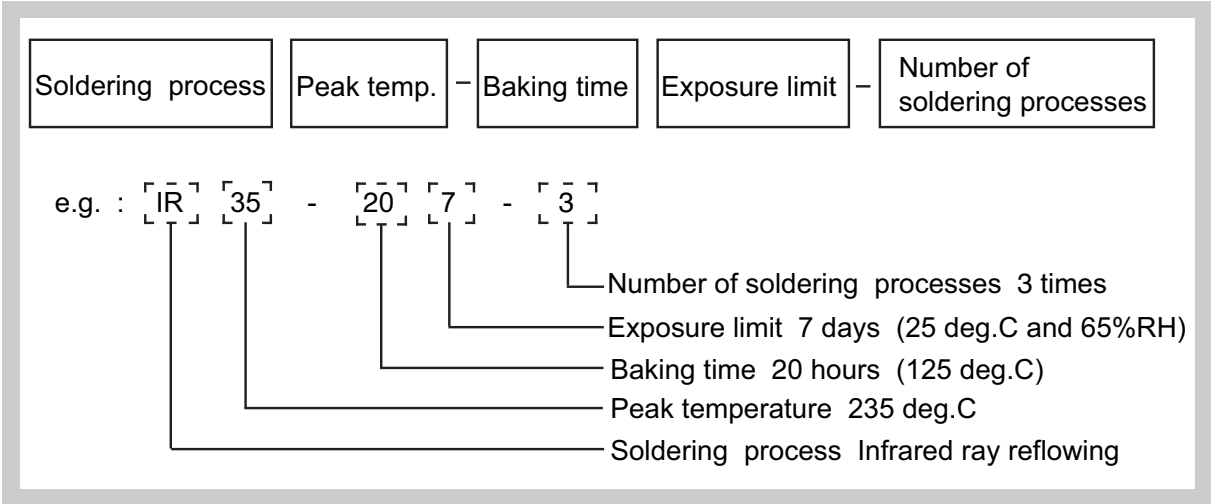 Soldering process Peak temp. – Baking time Exposure limit – Number of
soldering processes
e.g. : IR 35 - 20 7 - 3
Number of soldering processes 3 times
Exposure limit 7 days (25 deg.C and 65%RH)
Baking time 20 hours (125 deg.C)
Peak temperature 235 deg.C
Soldering process Infrared ray reflowing